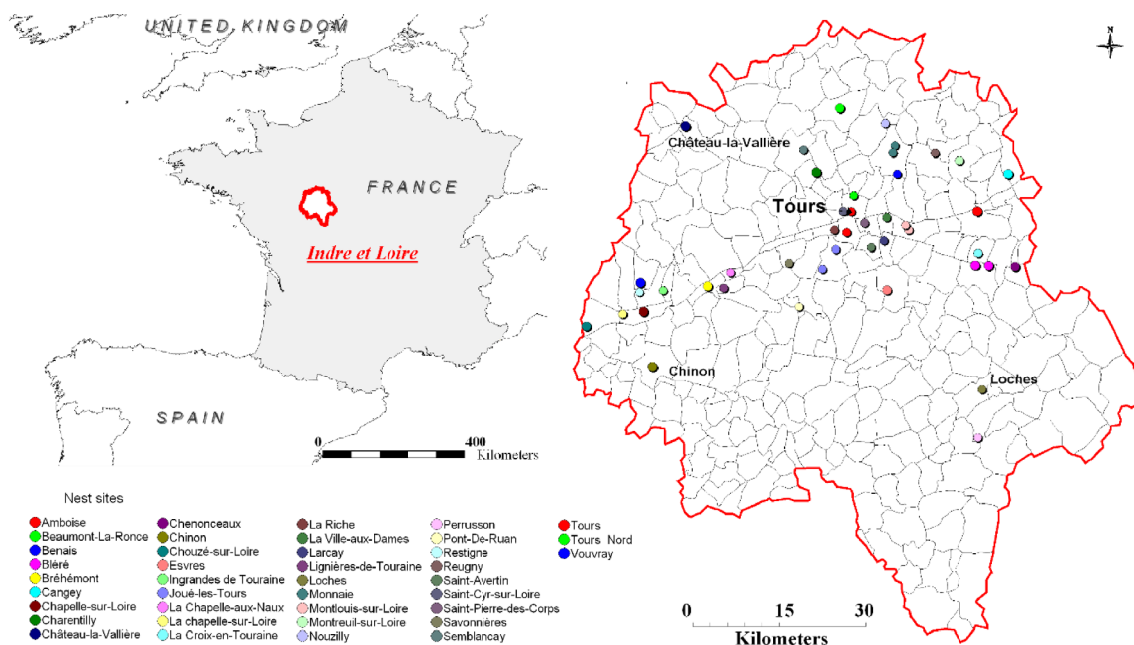 UNITED KINGDOM
FRANCE
Indre et Loire
SPAIN
0 400
Kilometers
N
Château-la-Vallière
Tours
Chinon
Loches
0 15 30
Kilometers
Nest sites
Amboise
Beaumont-La-Ronce
Benais
Bléré
Bréhémont
Cangey
Chapelle-sur-Loire
Charentilly
Château-la-Vallière
Chenonceaux
Chinon
Chouzé-sur-Loire
Esvres
Ingrandes de Touraine
Joué-les-Tours
La Chapelle-aux-Naux
La chapelle-sur-Loire
La Croix-en-Touraine
La Riche
La Ville-aux-Dames
Larcay
Lignières-de-Touraine
Loches
Monnaie
Montlouis-sur-Loire
Montreuil-sur-Loire
Nouzilly
Perrusson
Pont-De-Ruan
Restigne
Reugny
Saint-Avertin
Saint-Cyr-sur-Loire
Saint-Pierre-des-Corps
Savonnières
Semblancay
Tours
Tours Nord
Vouvray